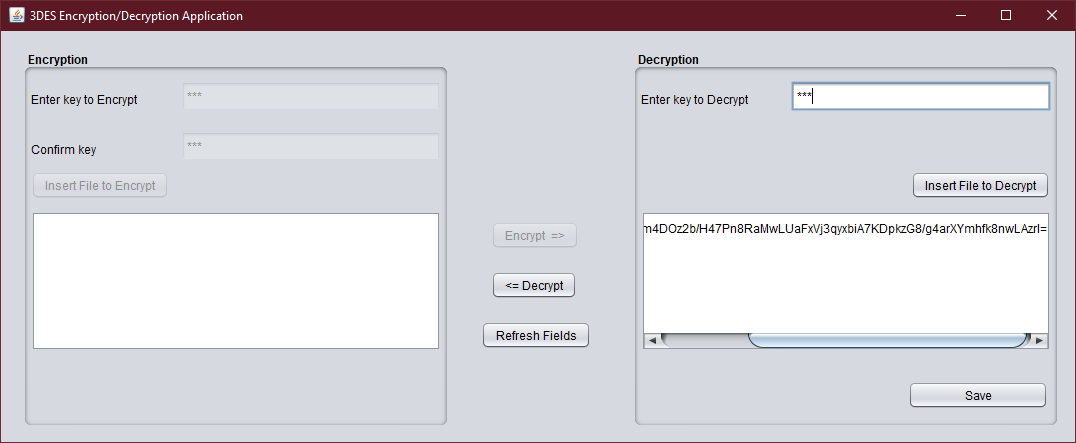 3DES Encryption/Decryption Application
Encryption
Enter key to Encrypt ***
Confirm key ***
Insert File to Encrypt
Encrypt =>
<= Decrypt
Refresh Fields
Decryption
Enter key to Decrypt ***
Insert File to Decrypt
m4DOz2b/H47Pn8RaMwLUaFxVj3qyxbiA7KDpkzG8/g4arXYmhfk8nwLAzrI=
Save